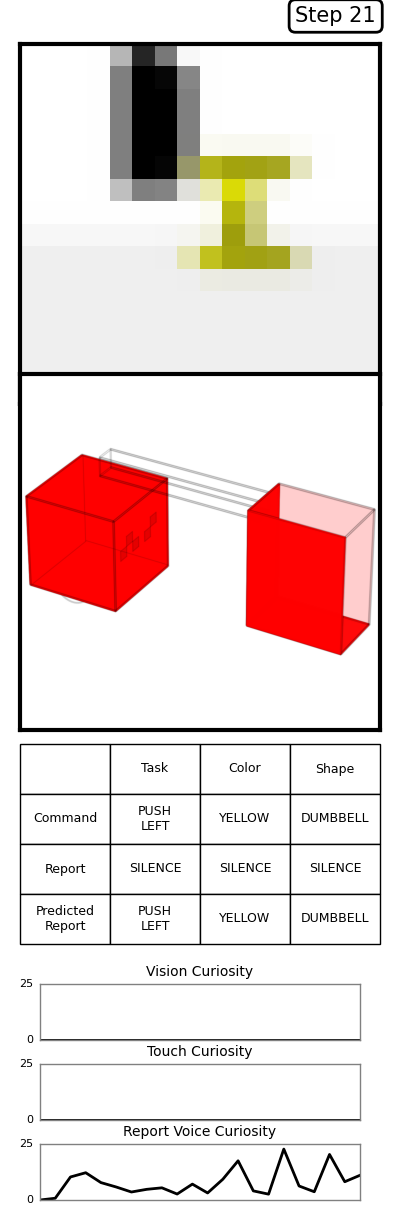 Step 21
Task Color Shape
Command PUSH LEFT YELLOW DUMBBELL
Report SILENCE SILENCE SILENCE
Predicted Report PUSH LEFT YELLOW DUMBBELL
Vision Curiosity
25
0
Touch Curiosity
25
0
Report Voice Curiosity
25
0